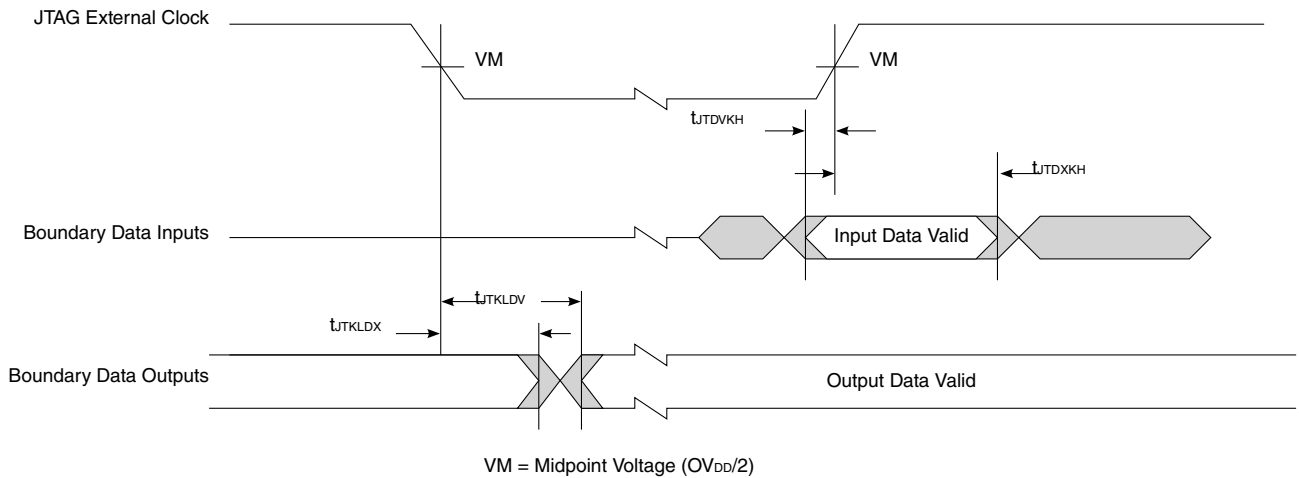 JTAG External Clock
VM
VM
tJTDVKH
tJTDXKH
Boundary Data Inputs
Input Data Valid
tJTKLDV
tJTKLDX
Boundary Data Outputs
Output Data Valid
VM = Midpoint Voltage (OVDD/2)